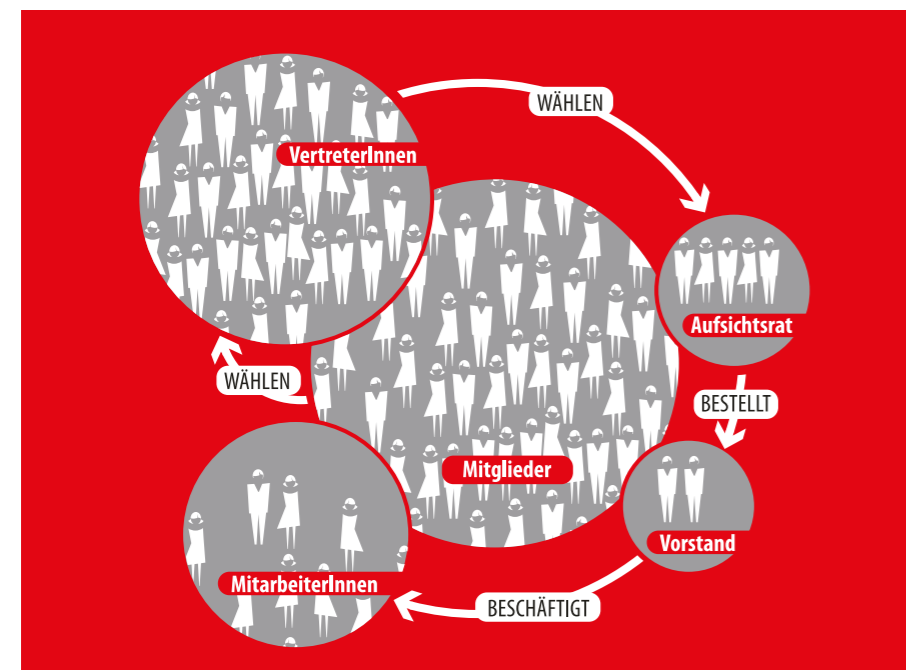 WÄHLEN
VertreterInnen
Aufsichtsrat
WÄHLEN
BESTELLT
Mitglieder
Vorstand
MitarbeiterInnen
BESCHÄFTIGT